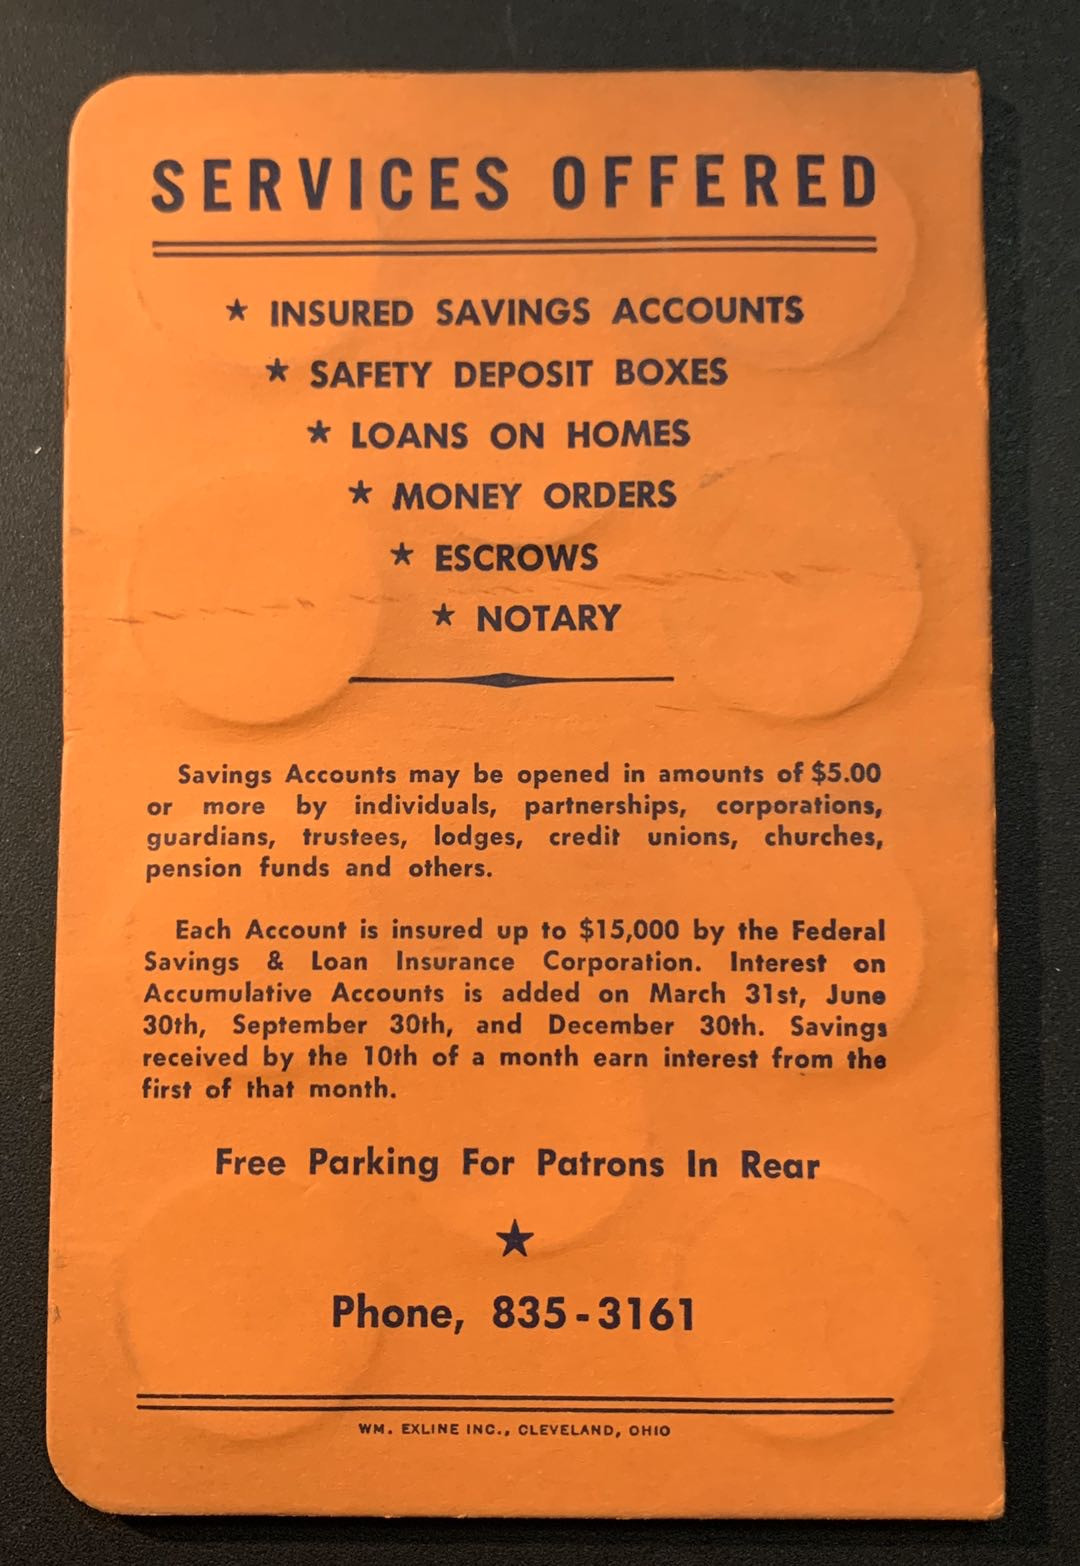 SERVICES OFFERED
★ INSURED SAVINGS ACCOUNTS
★ SAFETY DEPOSIT BOXES
★ LOANS ON HOMES
★ MONEY ORDERS
★ ESCROWS
★ NOTARY
Savings Accounts may be opened in amounts of $5.00
or more by individuals, partnerships, corporations,
guardians, trustees, lodges, credit unions, churches,
pension funds and others.
Each Account is insured up to $15,000 by the Federal
Savings & Loan Insurance Corporation. Interest on
Accumulative Accounts is added on March 31st, June
30th, September 30th, and December 30th. Savings
received by the 10th of a month earn interest from the
first of that month.
Free Parking For Patrons In Rear
★
Phone, 835-3161
WM. EXLINE INC., CLEVELAND, OHIO